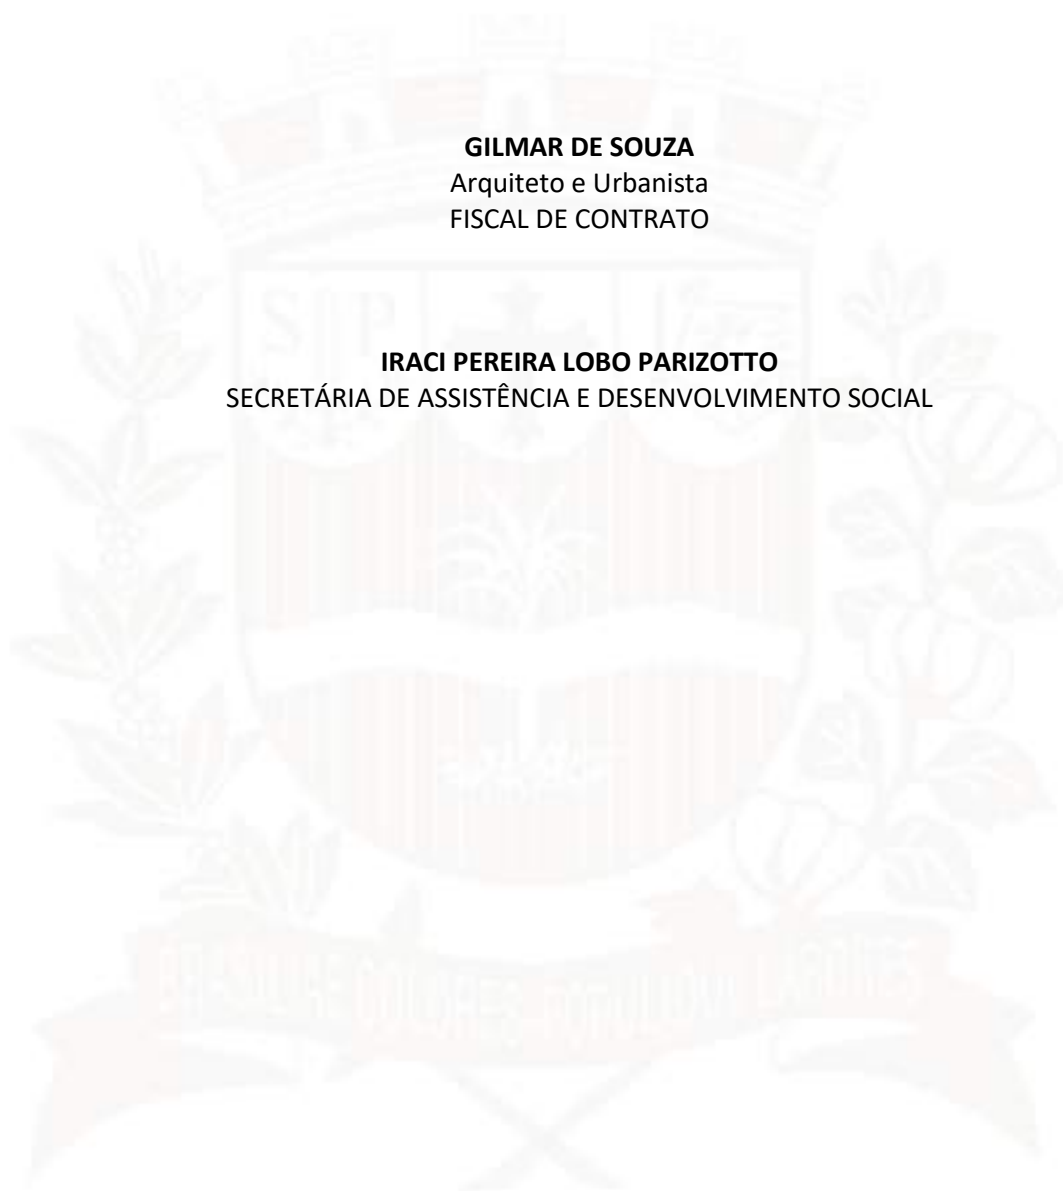 GILMAR DE SOUZA
Arquiteto e Urbanista
FISCAL DE CONTRATO
IRACI PEREIRA LOBO PARIZOTTO
SECRETÁRIA DE ASSISTÊNCIA E DESENVOLVIMENTO SOCIAL
S P